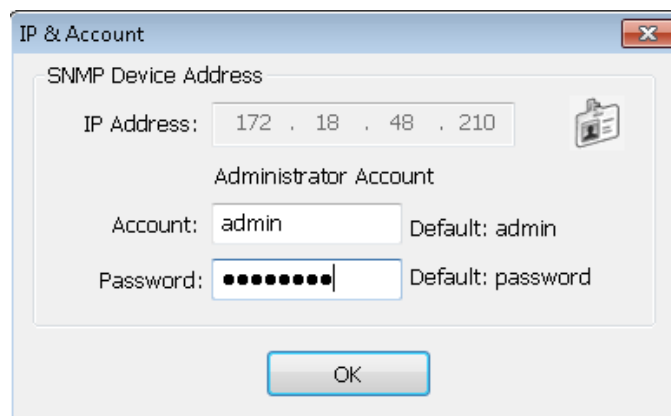 IP & Account
SNMP Device Address
IP Address: 172 . 18 . 48 . 210
Administrator Account
Account: admin Default: admin
Password: ●●●●●●●● Default: password
OK